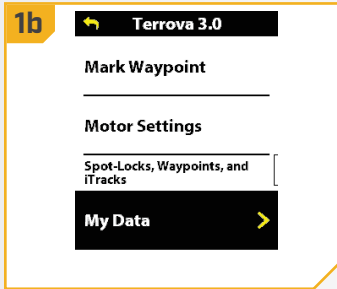 1b
Terrova 3.0
Mark Waypoint
Motor Settings
Spot-Locks, Waypoints, and
iTracks
My Data